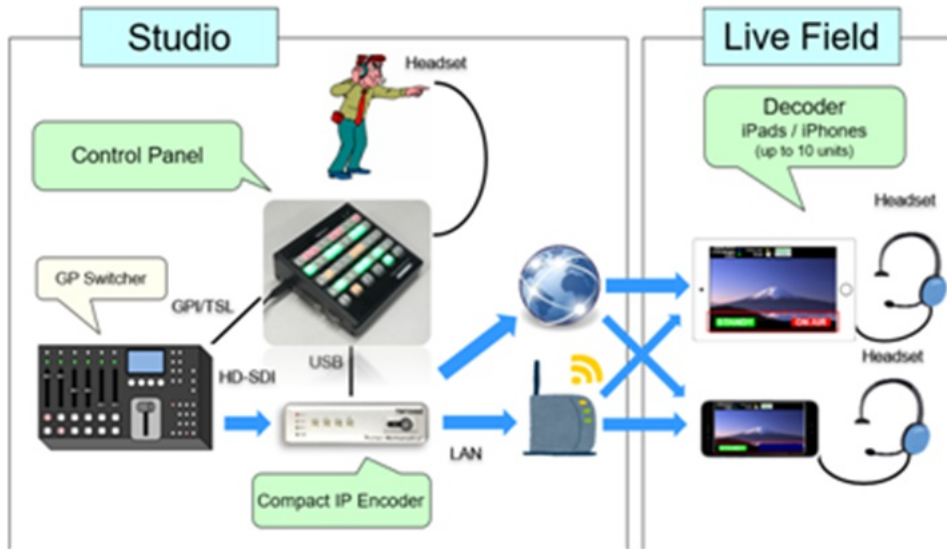 Studio
Live Field
Headset
Control Panel
Decoder
iPads / iPhones
(up to 10 units)
Headset
GP Switcher
GPI/TSL
STANDBY
ON AIR
HD-SDI
USB
Headset
LAN
Compact IP Encoder